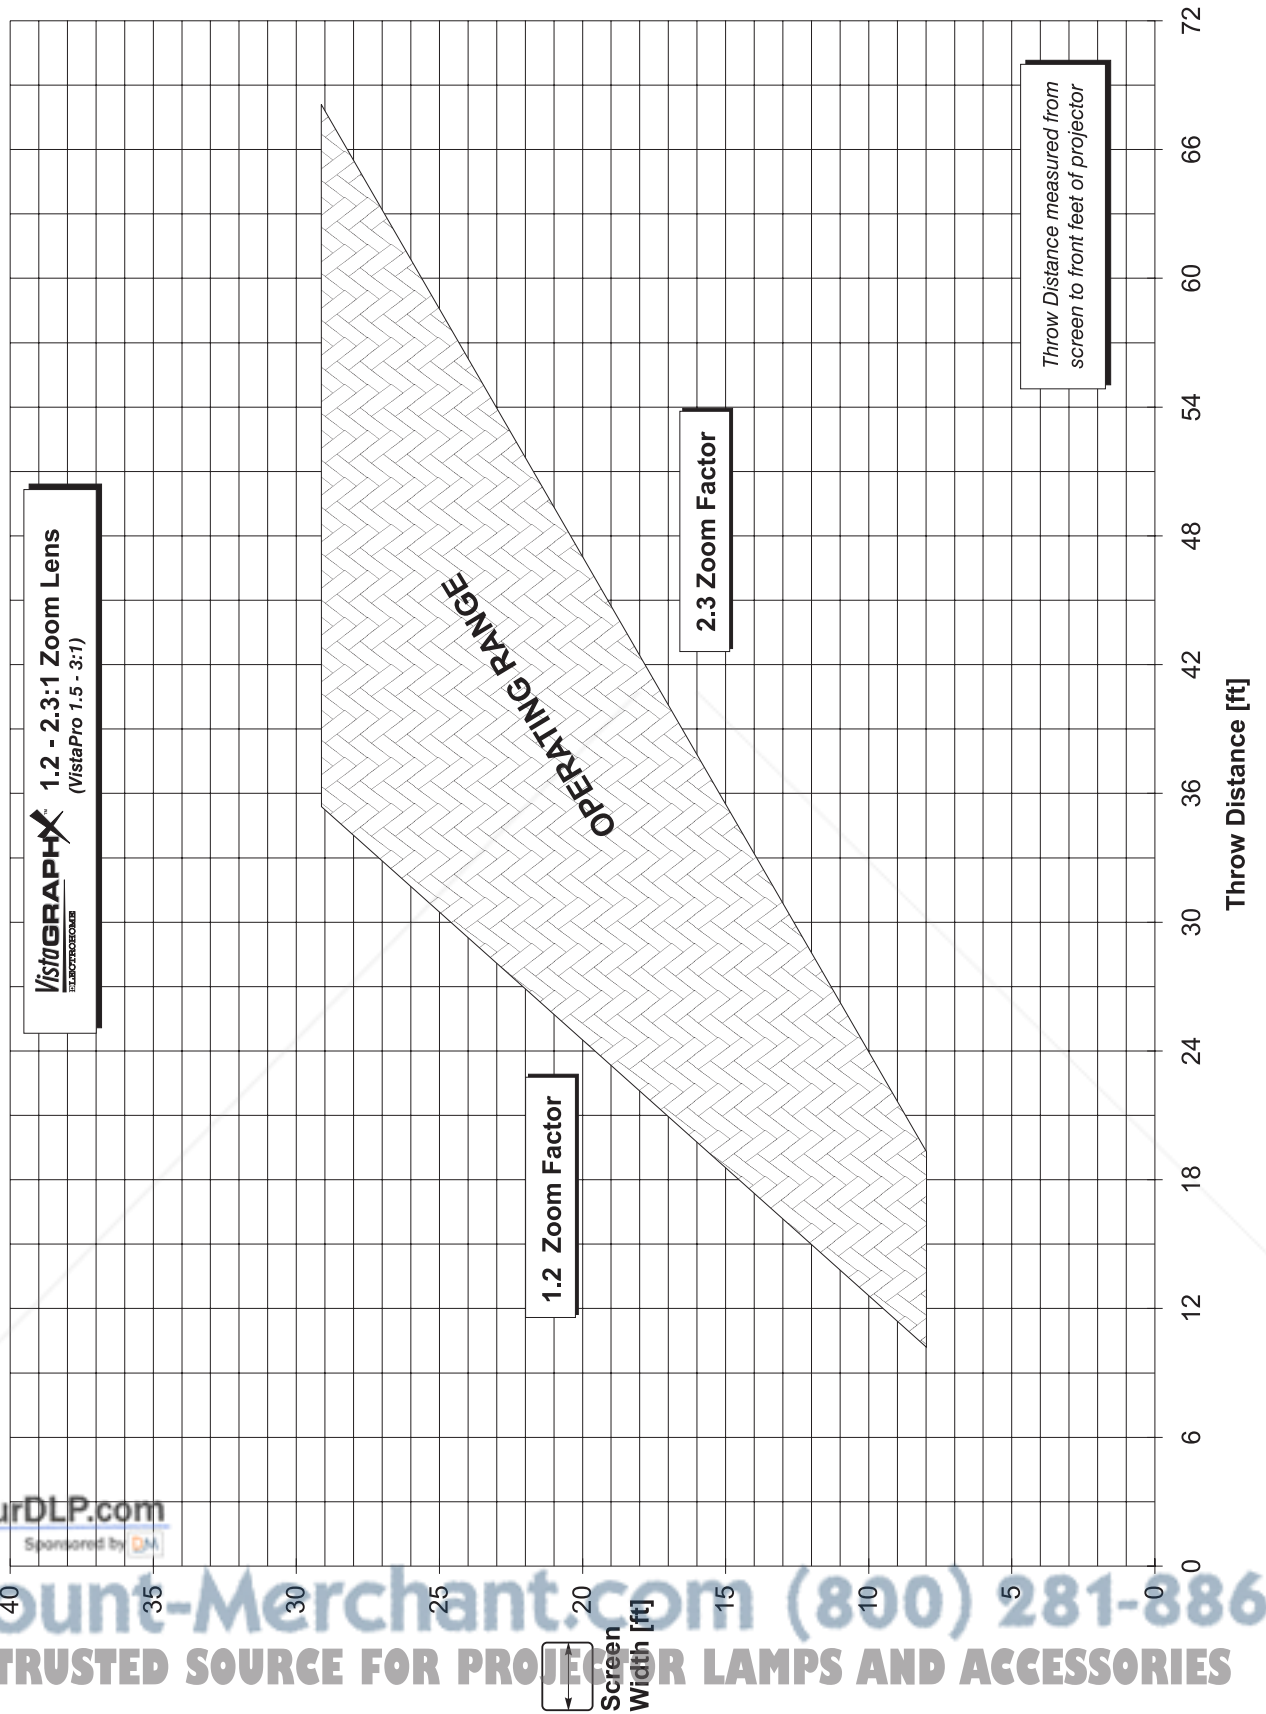 VistaGRAPHX™ 1.2 - 2.3:1 Zoom Lens
ELECTROHOME
(VistaPro 1.5 - 3:1)
40
35
30
25
20
15
10
5
0
Screen
Width [ft]
1.2 Zoom Factor
OPERATING RANGE
2.3 Zoom Factor
Throw Distance measured from
screen to front feet of projector
0
6
12
18
24
30
36
42
48
54
60
66
72
Throw Distance [ft]
urDLP.com
Sponsored by DM
ount-Merchant.com (800) 281-886
TRUSTED SOURCE FOR PROJECTOR LAMPS AND ACCESSORIES